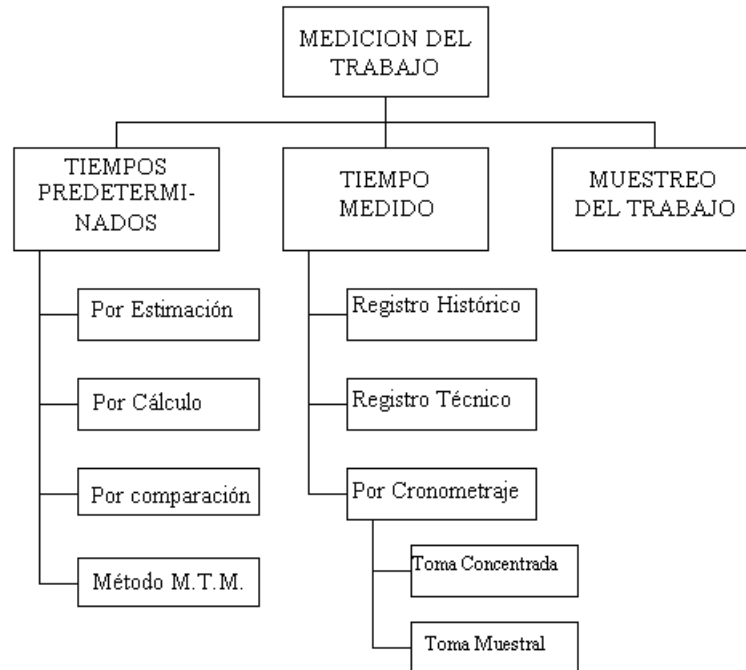 MEDICION DEL
TRABAJO
TIEMPOS
PREDETERMI-
NADOS
TIEMPO
MEDIDO
MUESTREO
DEL TRABAJO
Por Estimación
Por Cálculo
Por comparación
Método M.T.M.
Registro Histórico
Registro Técnico
Por Cronometraje
Toma Concentrada
Toma Muestral